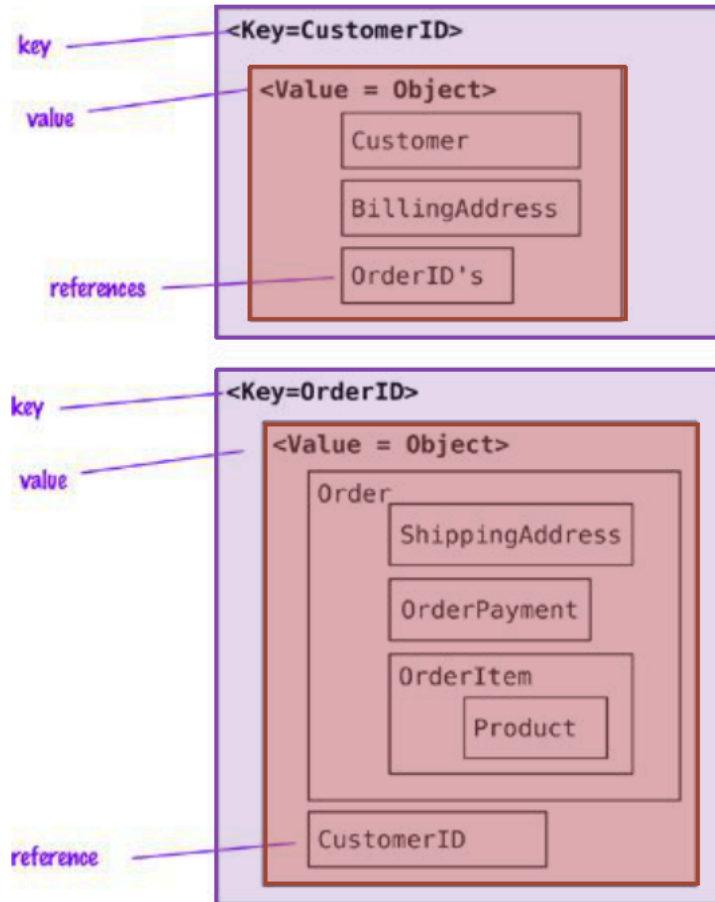 key
<Key=CustomerID>
value
<Value = Object>
Customer
BillingAddress
references
OrderID's
key
<Key=OrderID>
value
<Value = Object>
Order
ShippingAddress
OrderPayment
OrderItem
Product
reference
CustomerID